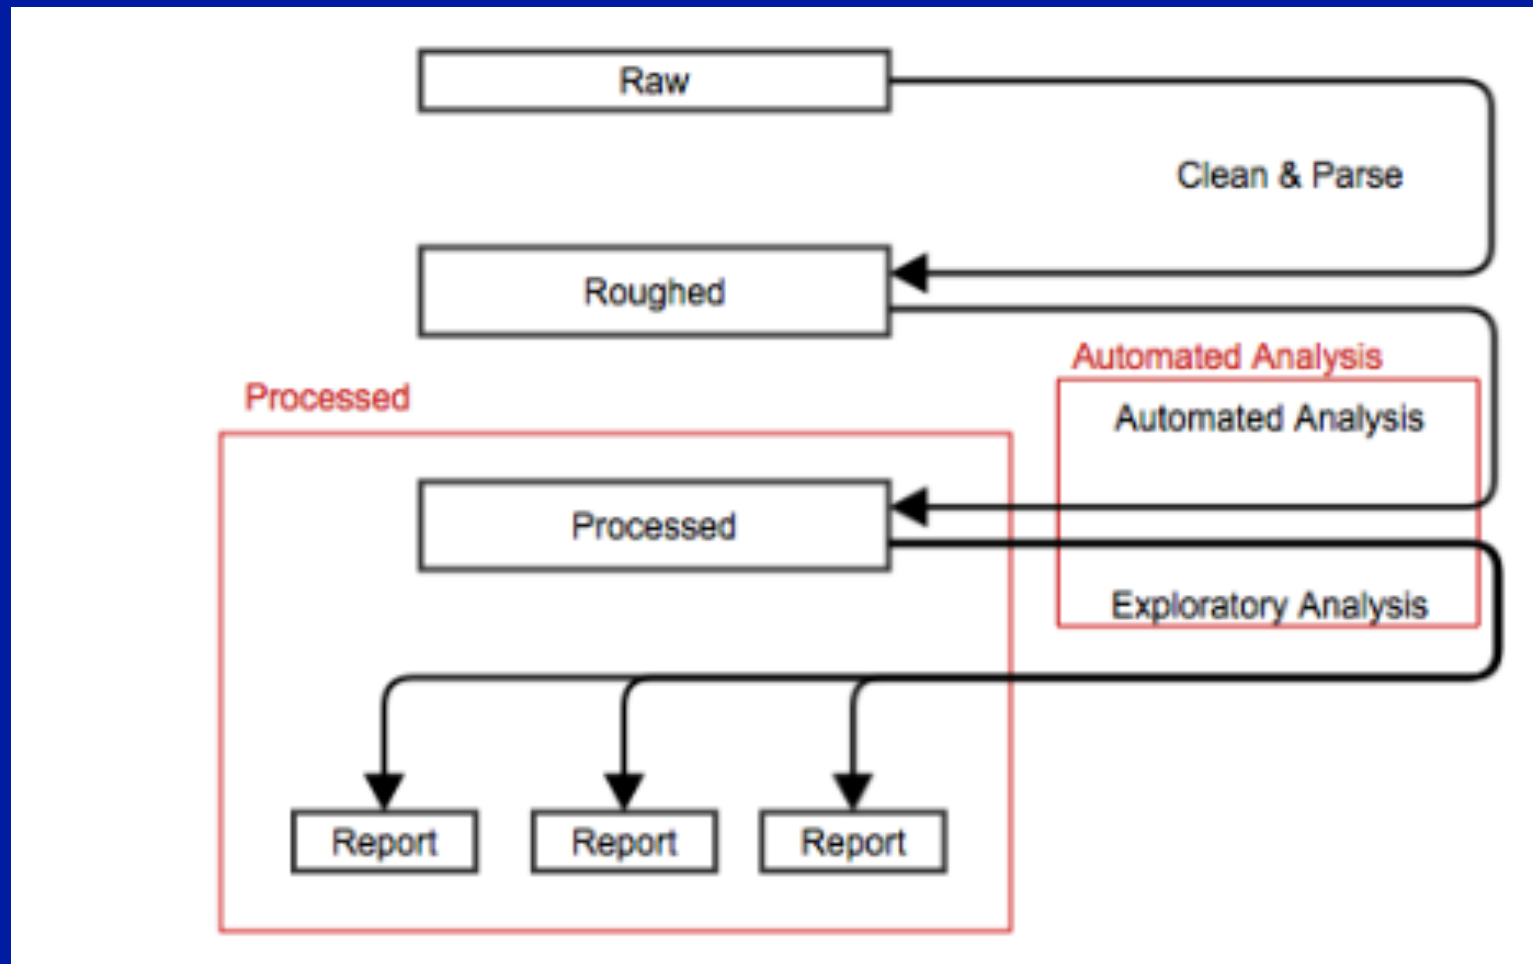 Raw
Clean & Parse
Roughed
Automated Analysis
Processed
Automated Analysis
Processed
Exploratory Analysis
Report
Report
Report